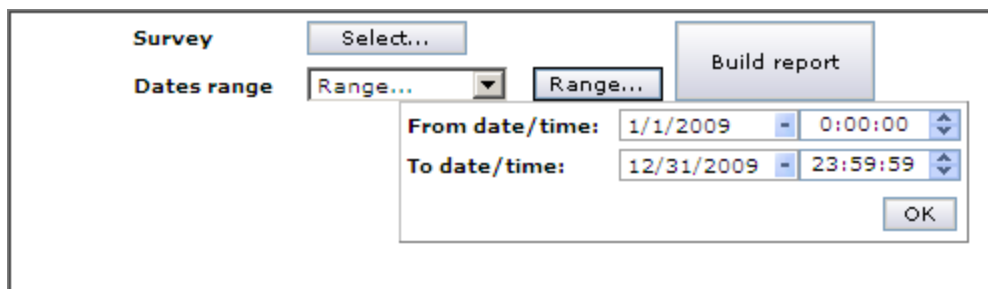 Survey Select... Build report
Dates range Range... Range...
From date/time: 1/1/2009 0:00:00
To date/time: 12/31/2009 23:59:59
OK